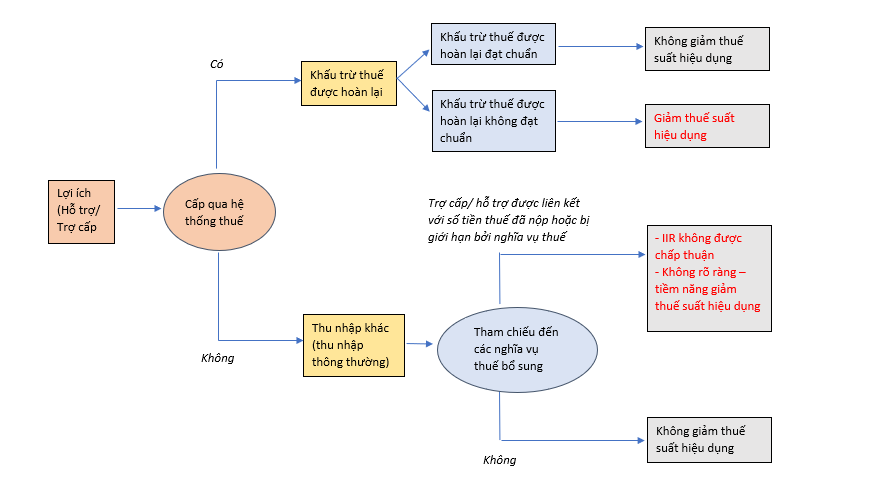 Có
Khấu trừ thuế
được hoàn lại
Khấu trừ thuế được
hoàn lại đạt chuẩn
Không giảm thuế
suất hiệu dụng
Khấu trừ thuế được
hoàn lại không đạt
chuẩn
Giảm thuế suất
hiệu dụng
Lợi ích
(Hỗ trợ/
Trợ cấp
Cấp qua hệ
thống thuế
Trợ cấp/ hỗ trợ được liên kết
với số tiền thuế đã nộp hoặc bị
giới hạn bởi nghĩa vụ thuế
- IIR không được
chấp thuận
- Không rõ ràng –
tiềm năng giảm
thuế suất hiệu dụng
Không
Thu nhập khác
(thu nhập
thông thường)
Tham chiếu đến
các nghĩa vụ
thuế bổ sung
Không
Không giảm thuế
suất hiệu dụng